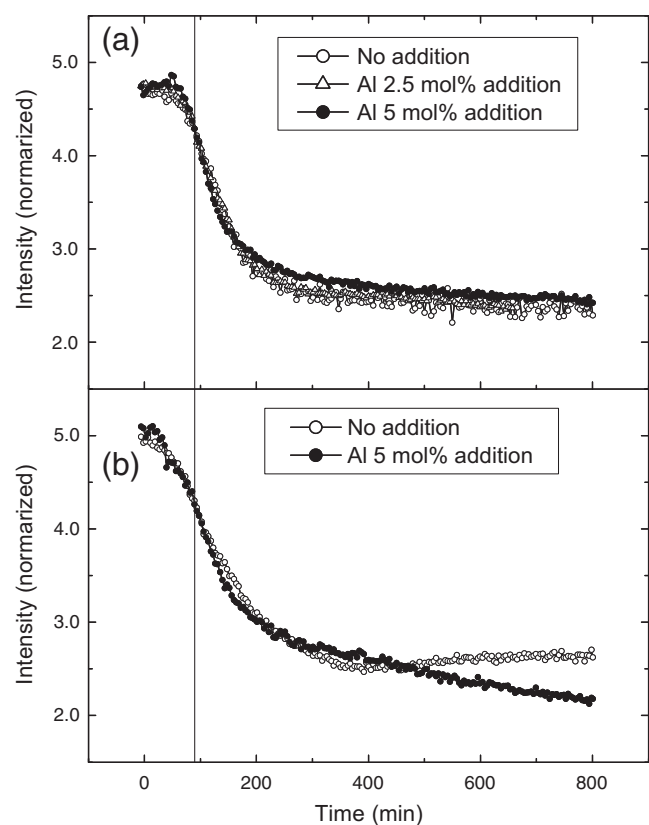 (a)
No addition
Al 2.5 mol% addition
Al 5 mol% addition
5.0
4.0
3.0
2.0
Intensity (normarized)
(b)
No addition
Al 5 mol% addition
5.0
4.0
3.0
2.0
Intensity (normarized)
0 200 400 600 800
Time (min)